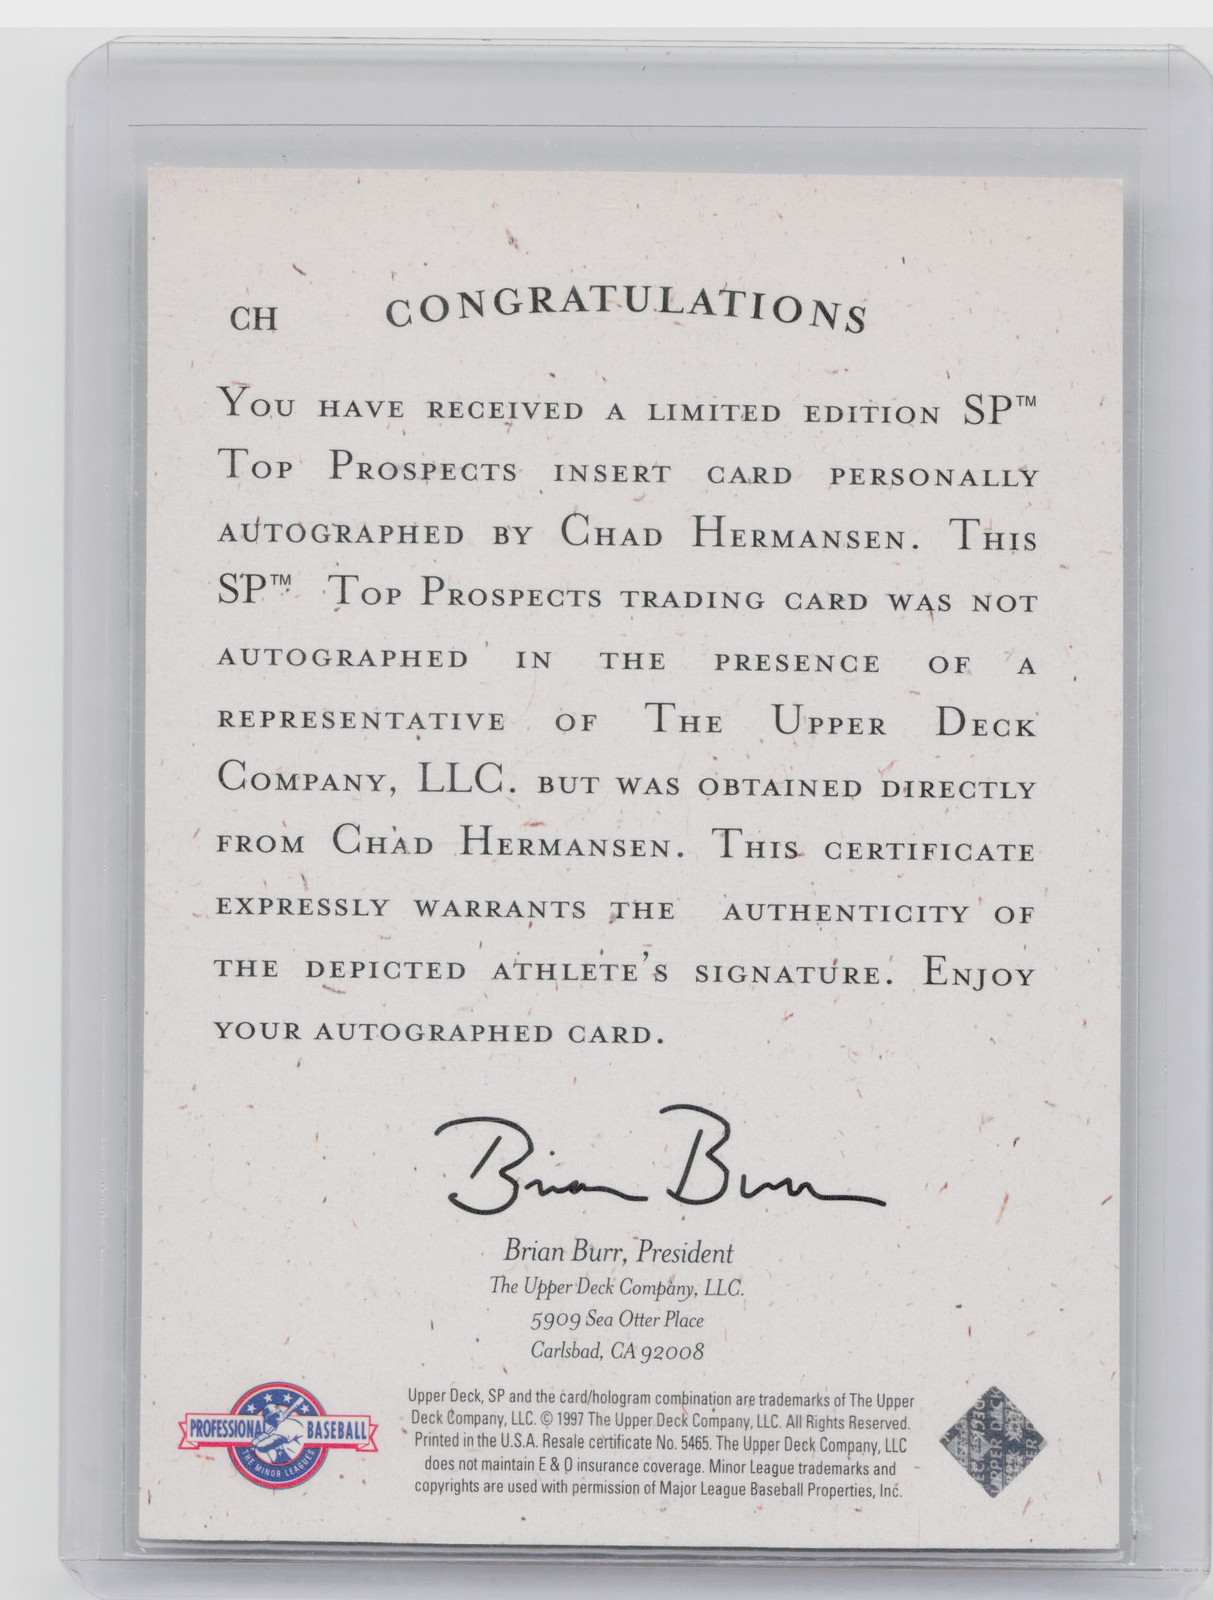 CH CONGRATULATIONS
You have received a limited edition SP™
Top Prospects insert card personally
autographed by Chad Hermansen. This
SP™ Top Prospects trading card was not
autographed in the presence of a
representative of The Upper Deck
Company, LLC. but was obtained directly
from Chad Hermansen. This certificate
expressly warrants the authenticity of
the depicted athlete's signature. Enjoy
your autographed card.
Brian Burr
Brian Burr, President
The Upper Deck Company, LLC.
5909 Sea Otter Place
Carlsbad, CA 92008
PROFESSIONAL BASEBALL
THE MINOR LEAGUES
Upper Deck, SP and the card/hologram combination are trademarks of The Upper
Deck Company, LLC. © 1997 The Upper Deck Company, LLC. All Rights Reserved.
Printed in the U.S.A. Resale certificate No. 5465. The Upper Deck Company, LLC
does not maintain E & O insurance coverage. Minor League trademarks and
copyrights are used with permission of Major League Baseball Properties, Inc.
UPPER DECK